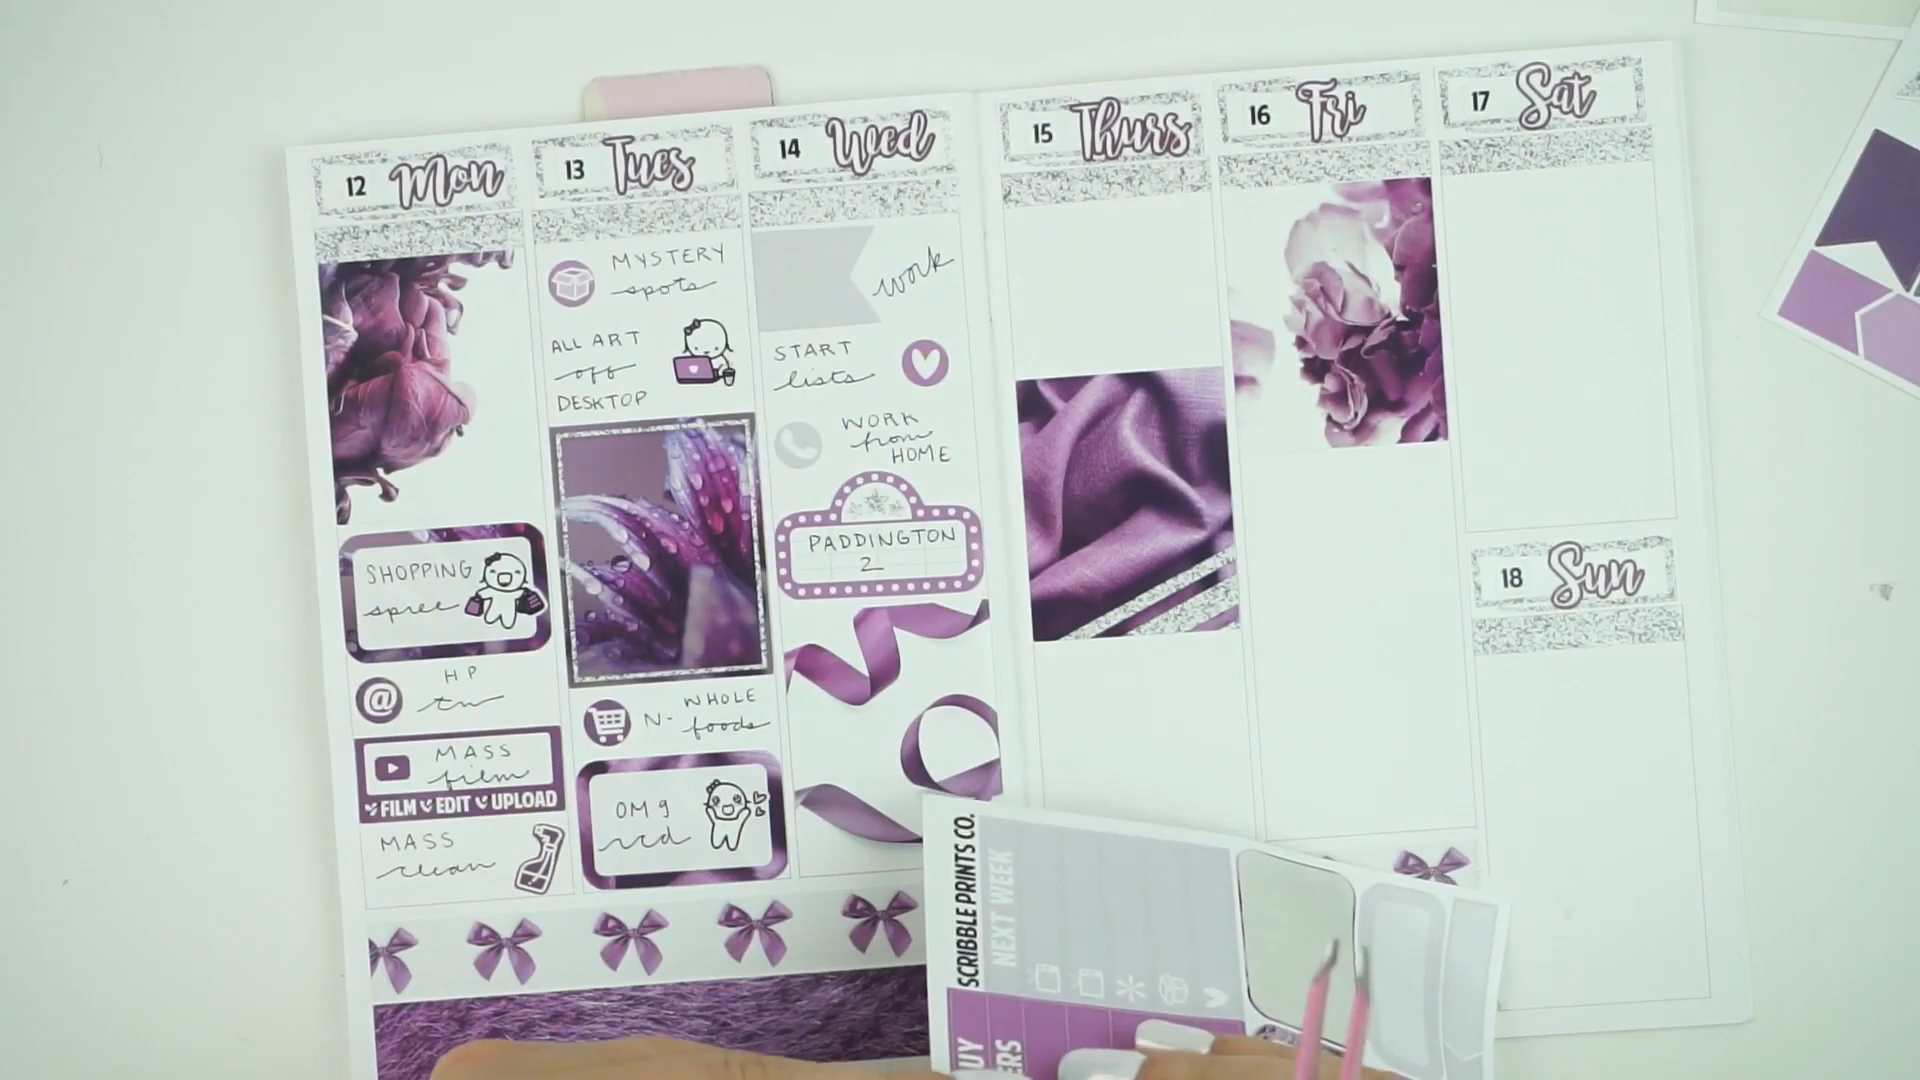 12 Mon
13 Tues
14 Wed
15 Thurs
16 Fri
17 Sat
MYSTERY
spots
ALL ART
off
DESKTOP
work
START
lists
WORK
from
HOME
PADDINGTON
2
SHOPPING
spree
HP
MASS
film
FILM EDIT UPLOAD
MASS
clean
N- WHOLE
foods
OMG
18 Sun
SCRIBBLE PRINTS CO.
NEXT WEEK